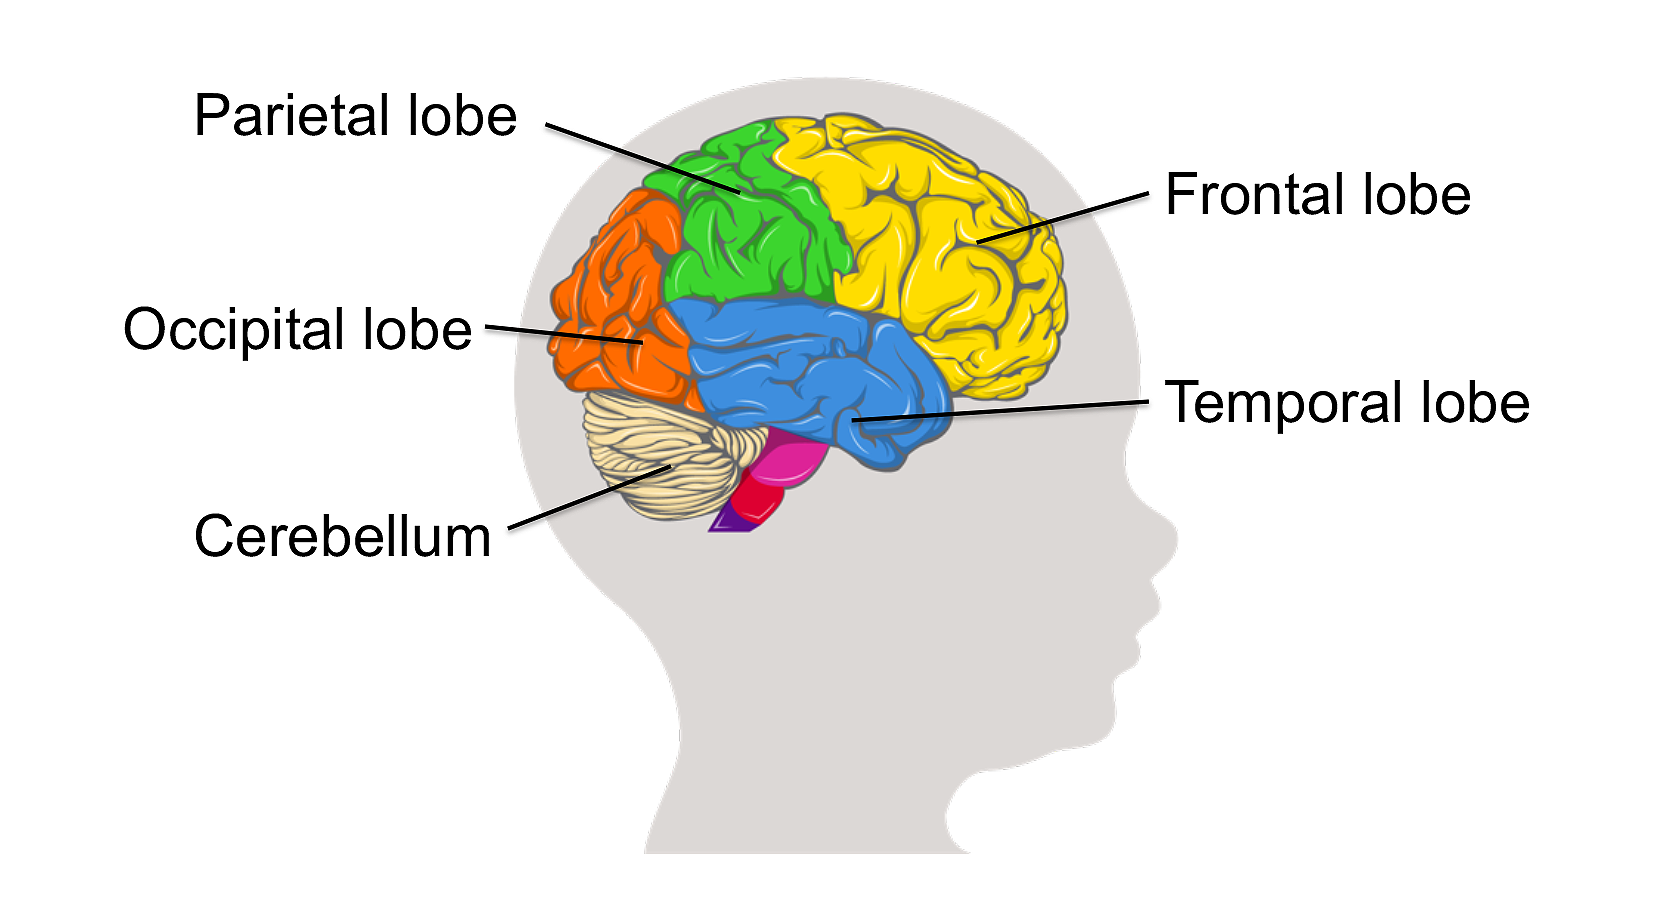 Parietal lobe
Frontal lobe
Occipital lobe
Temporal lobe
Cerebellum